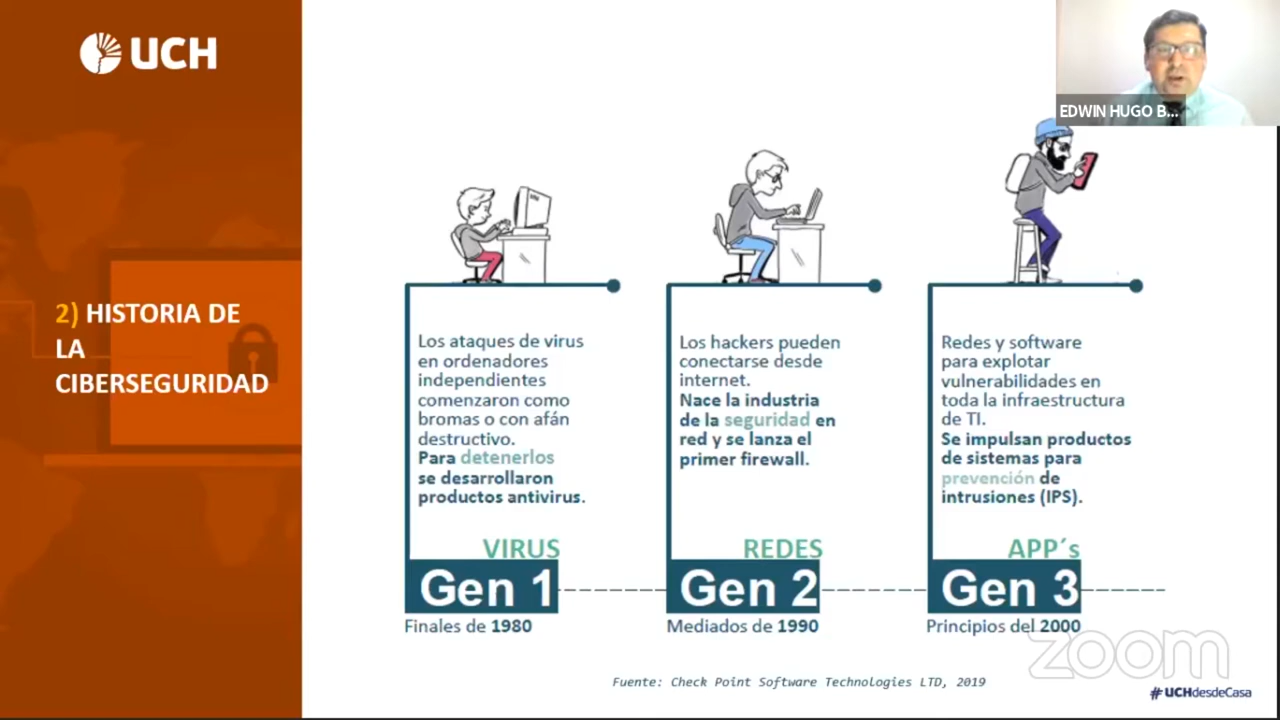 UCH
EDWIN HUGO B...
2) HISTORIA DE
LA
CIBERSEGURIDAD
Los ataques de virus
en ordenadores
independientes
comenzaron como
bromas o con afán
destructivo.
Para detenerlos
se desarrollaron
productos antivirus.
VIRUS
Gen 1
Finales de 1980
Los hackers pueden
conectarse desde
internet.
Nace la industria
de la seguridad en
red y se lanza el
primer firewall.
REDES
Gen 2
Mediados de 1990
Redes y software
para explotar
vulnerabilidades en
toda la infraestructura
de TI.
Se impulsan productos
de sistemas para
prevención de
intrusiones (IPS).
APP´s
Gen 3
Principios del 2000
zoom
Fuente: Check Point Software Technologies LTD, 2019
#UCHdesdeCasa